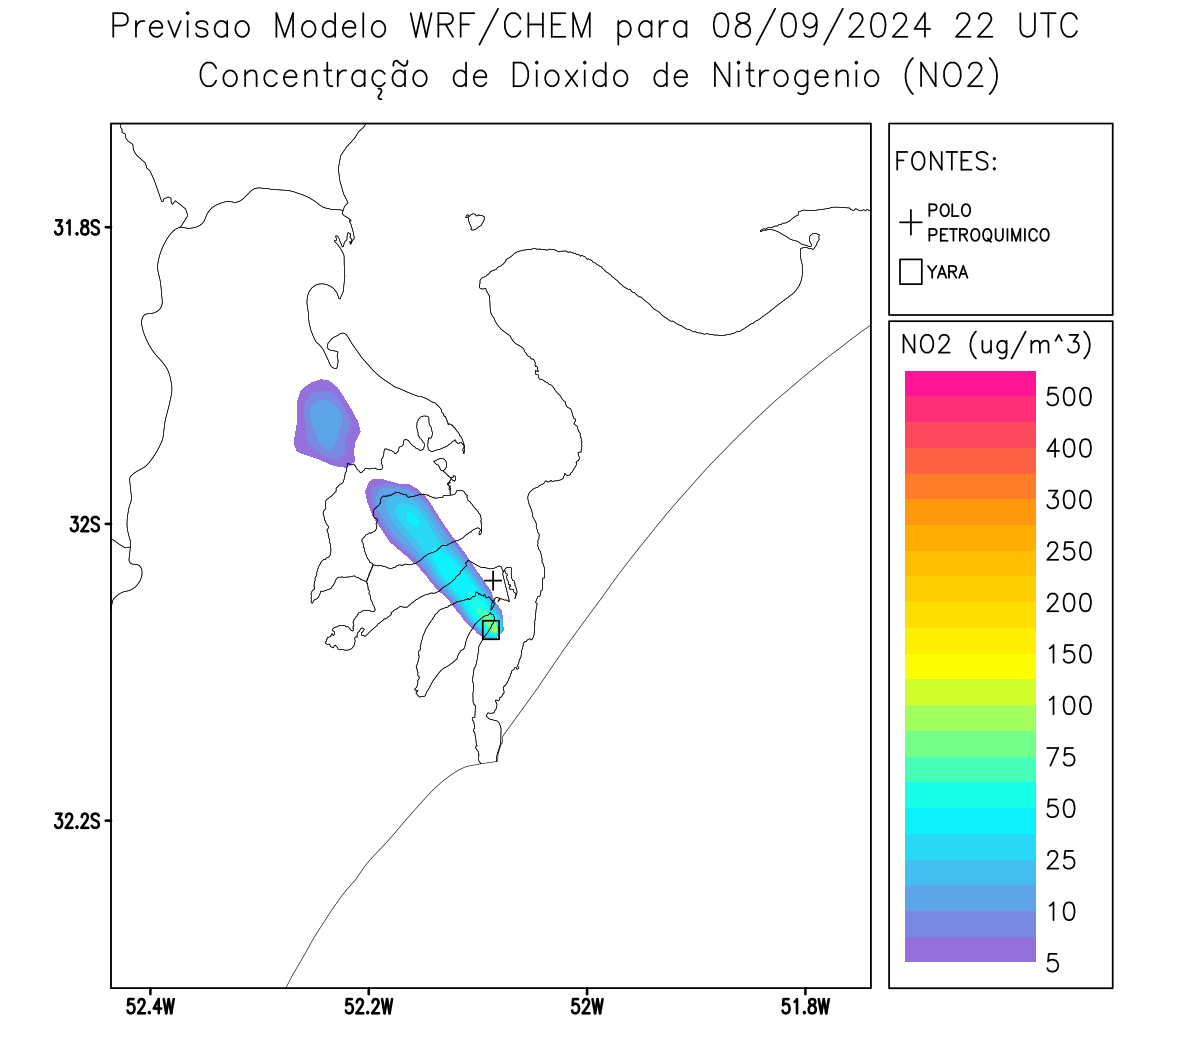 Previsao Modelo WRF/CHEM para 08/09/2024 22 UTC
Concentração de Dioxido de Nitrogenio (NO2)
FONTES:
POLO
PETROQUIMICO
YARA
NO2 (ug/m^3)
500
400
300
250
200
150
100
75
50
25
10
5
31.8S
32S
32.2S
52.4W
52.2W
52W
51.8W